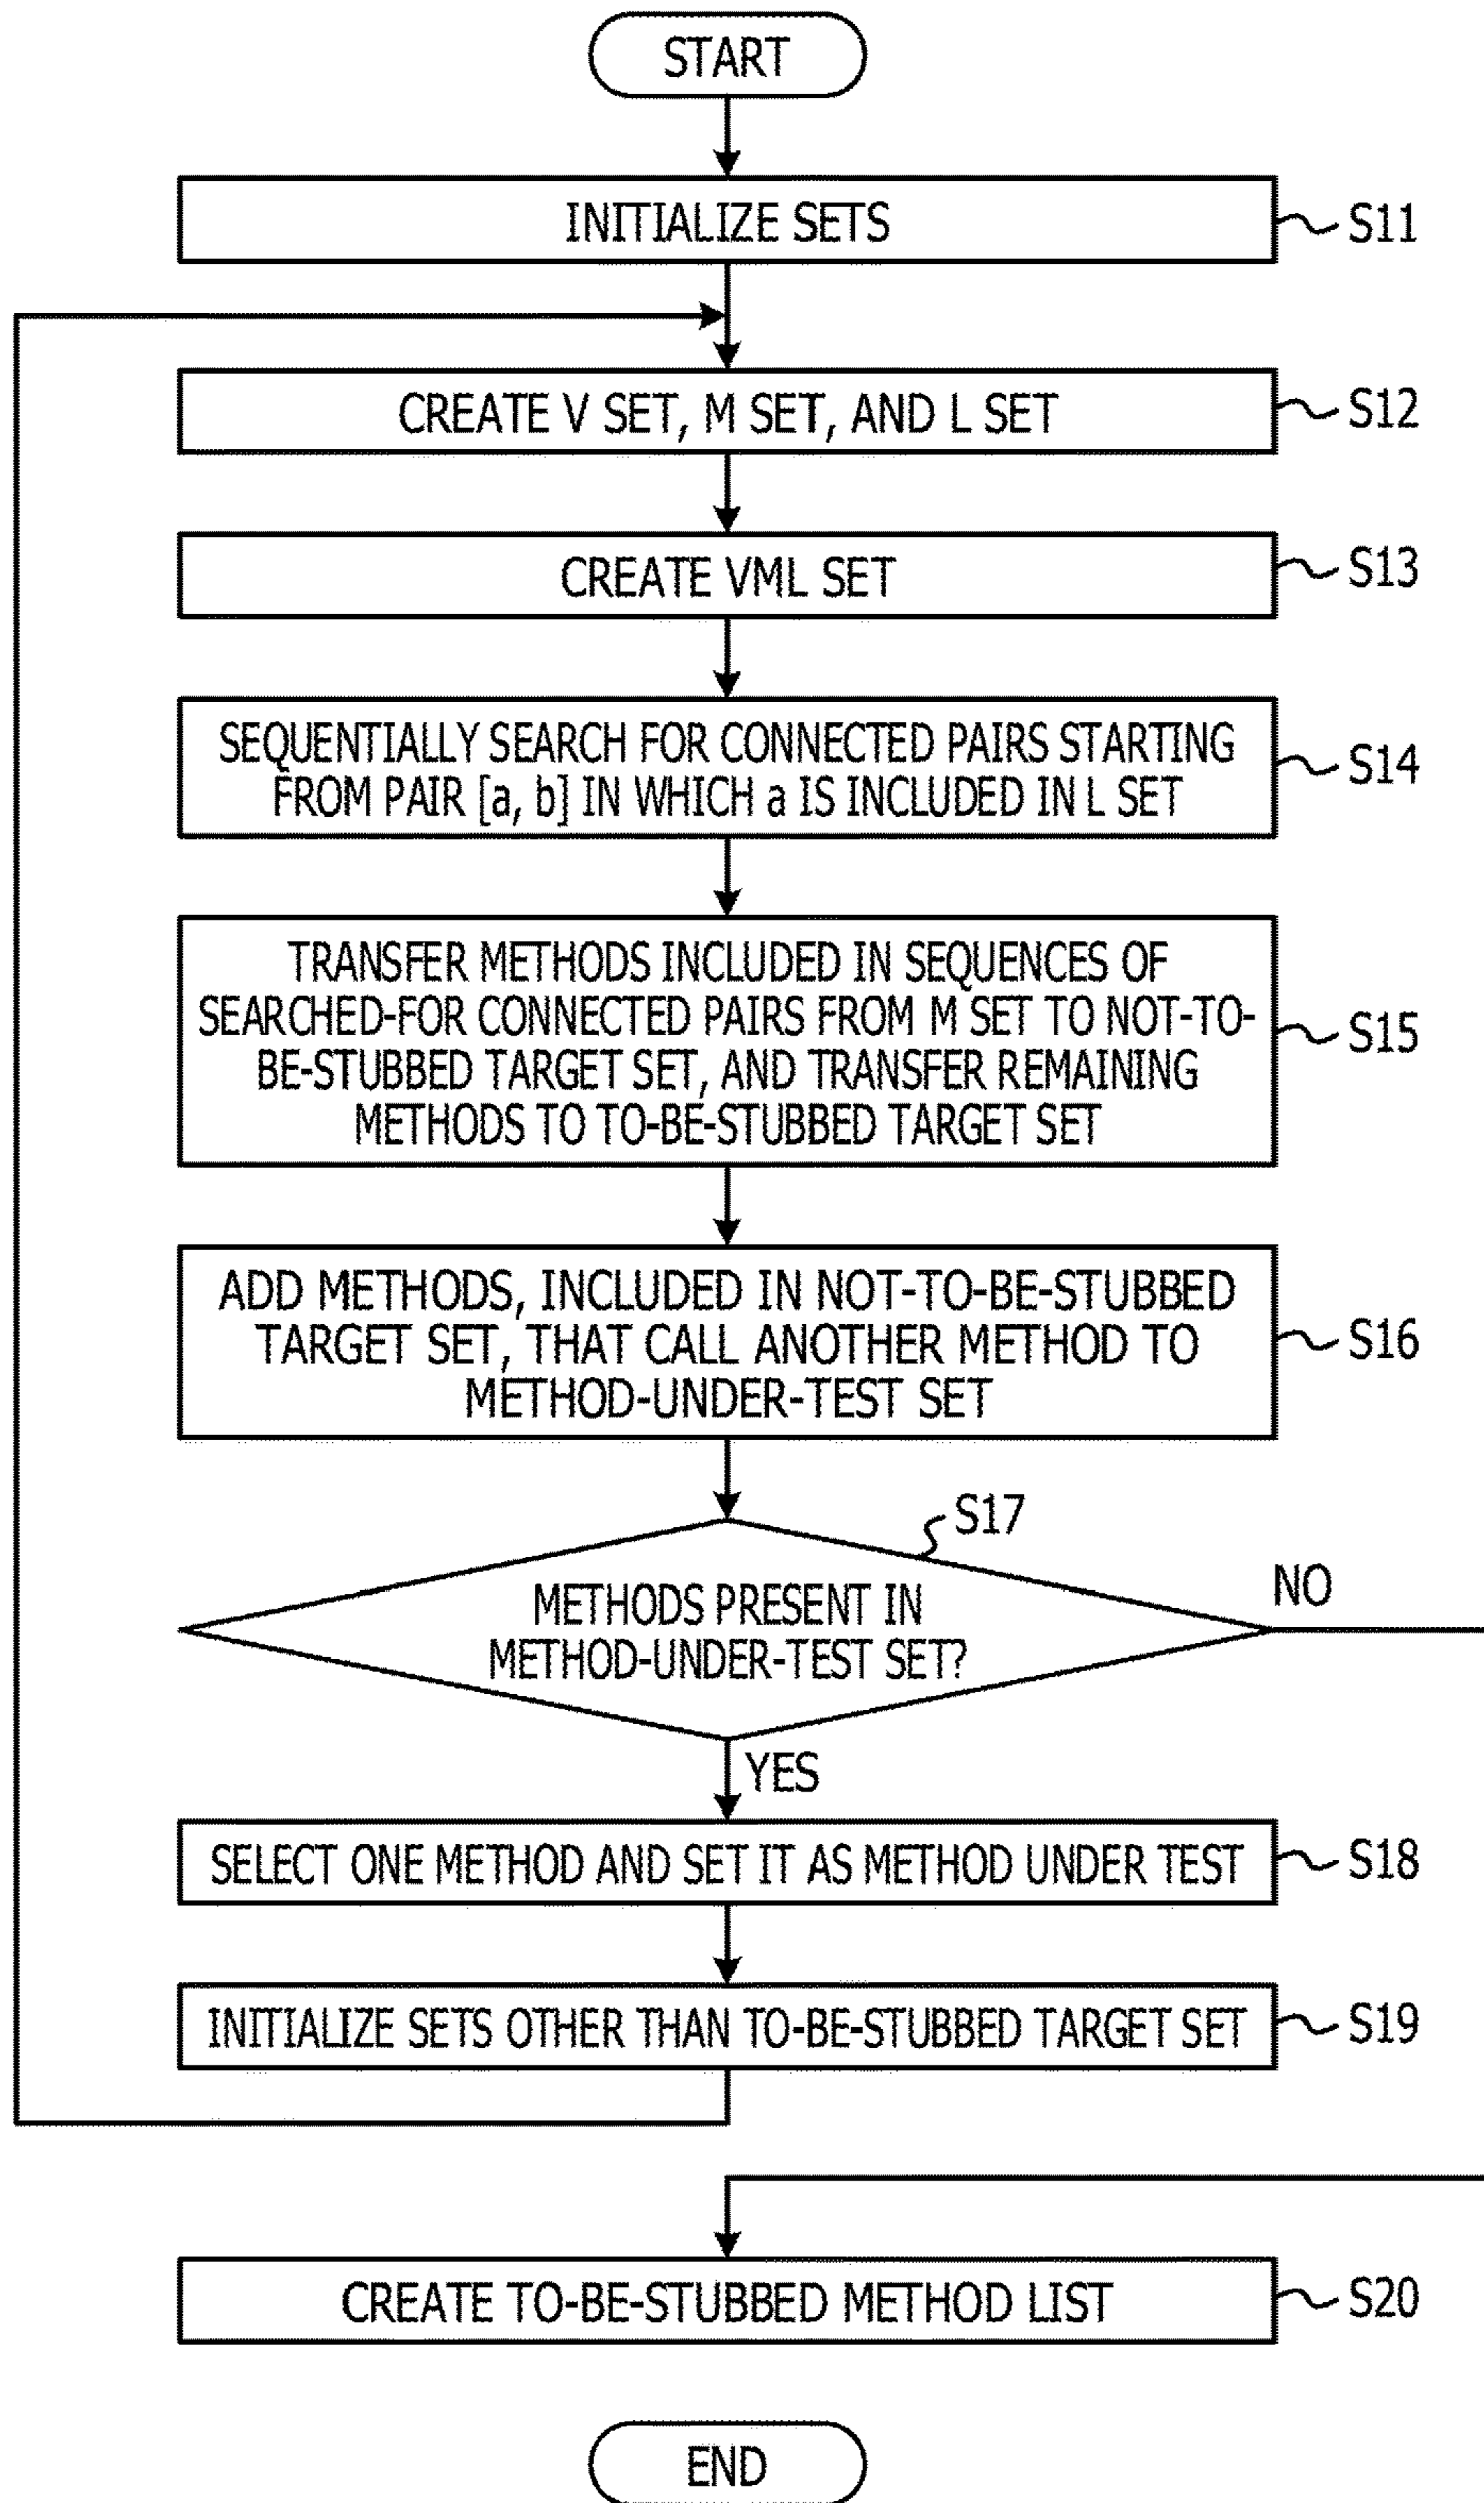 START
INITIALIZE SETS
S11
CREATE V SET, M SET, AND L SET
S12
CREATE VML SET
S13
SEQUENTIALLY SEARCH FOR CONNECTED PAIRS STARTING
FROM PAIR [a, b] IN WHICH a IS INCLUDED IN L SET
S14
TRANSFER METHODS INCLUDED IN SEQUENCES OF
SEARCHED-FOR CONNECTED PAIRS FROM M SET TO NOT-TO-
BE-STUBBED TARGET SET, AND TRANSFER REMAINING
METHODS TO TO-BE-STUBBED TARGET SET
S15
ADD METHODS, INCLUDED IN NOT-TO-BE-STUBBED
TARGET SET, THAT CALL ANOTHER METHOD TO
METHOD-UNDER-TEST SET
S16
S17
METHODS PRESENT IN
METHOD-UNDER-TEST SET?
NO
YES
SELECT ONE METHOD AND SET IT AS METHOD UNDER TEST
S18
INITIALIZE SETS OTHER THAN TO-BE-STUBBED TARGET SET
S19
CREATE TO-BE-STUBBED METHOD LIST
S20
END